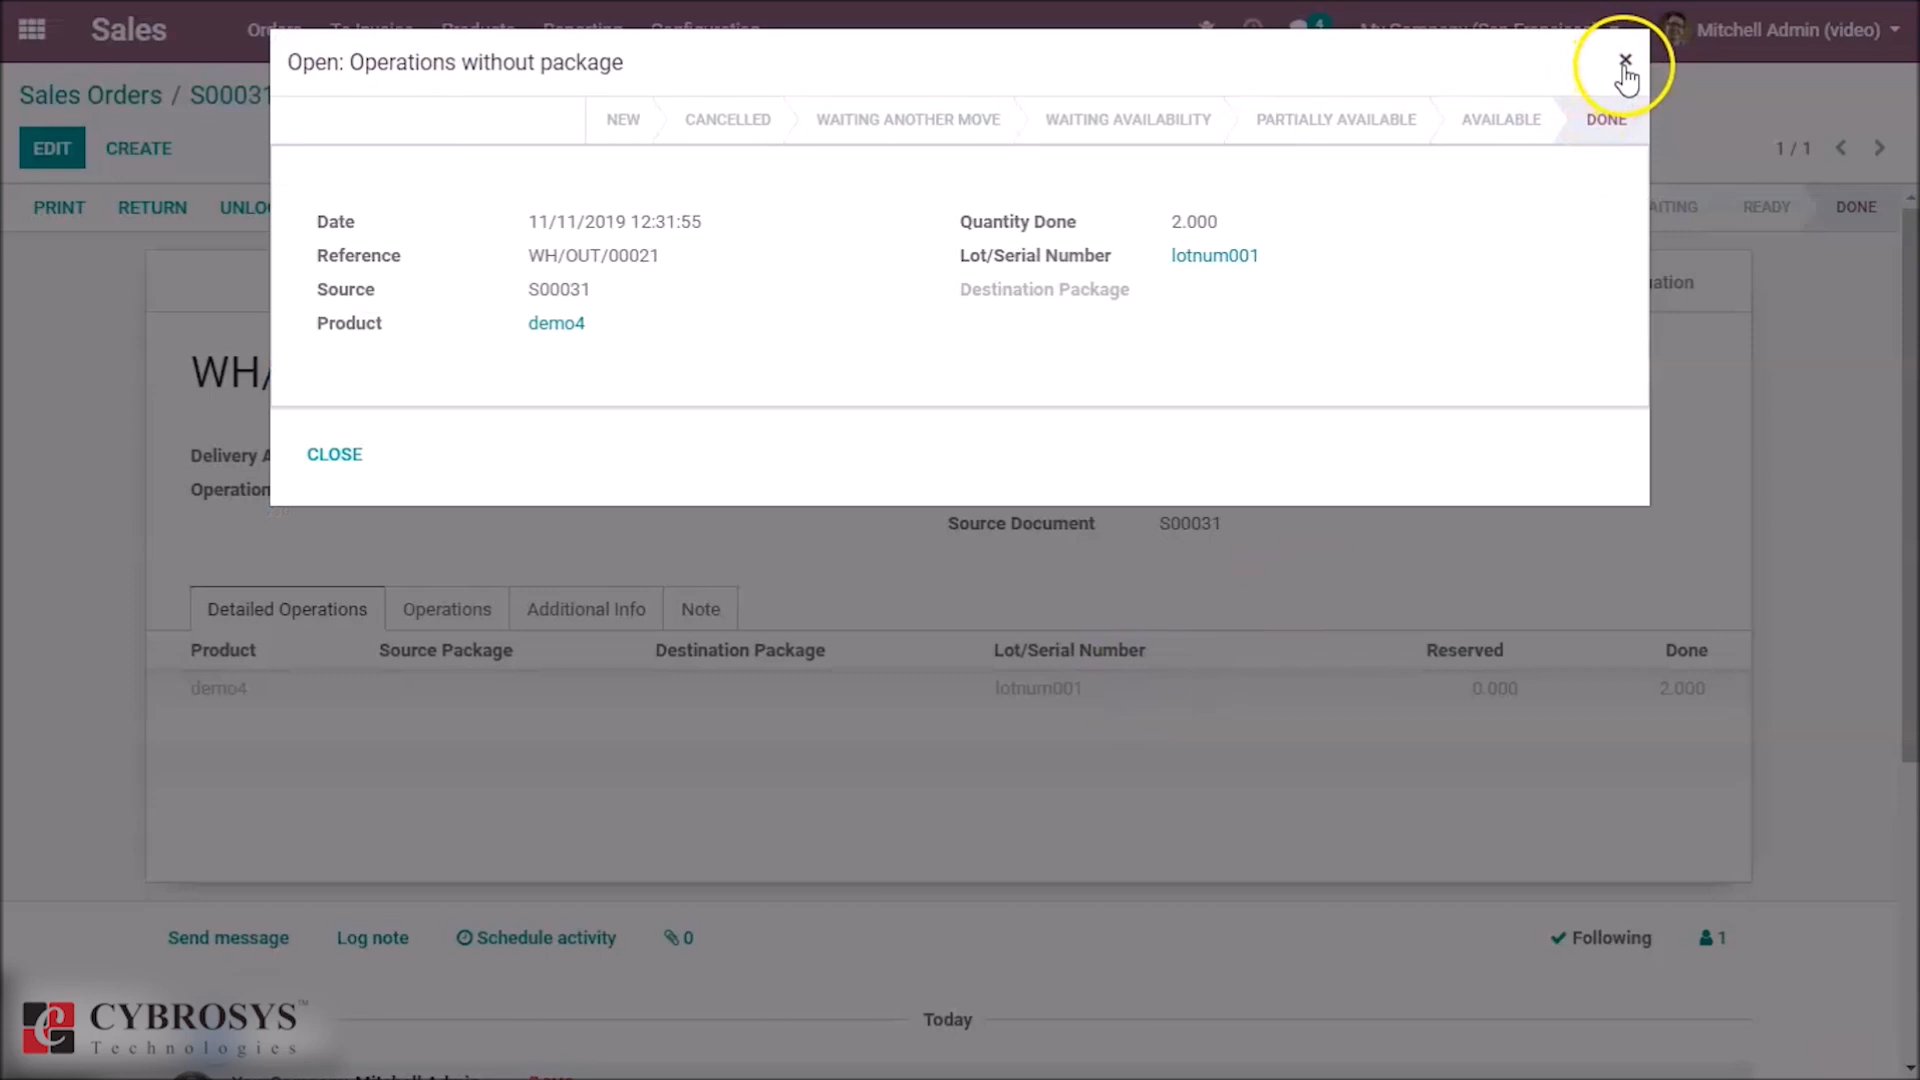 Sales
4
Mitchell Admin (video)
Open: Operations without package
Sales Orders / S00031
NEW CANCELLED WAITING ANOTHER MOVE WAITING AVAILABILITY PARTIALLY AVAILABLE AVAILABLE DONE
EDIT CREATE
1 / 1
PRINT RETURN UNLO
AITING READY DONE
Date 11/11/2019 12:31:55 Quantity Done 2.000
Reference WH/OUT/00021 Lot/Serial Number lotnum001
Source S00031 Destination Package
uation
Product demo4
WH/
CLOSE
Delivery A
Operation
Source Document S00031
Detailed Operations Operations Additional Info Note
Product Source Package Destination Package Lot/Serial Number Reserved Done
demo4 lotnum001 0.000 2.000
Send message Log note Schedule activity 0 Following 1
CYBROSYS™
Technologies
Today